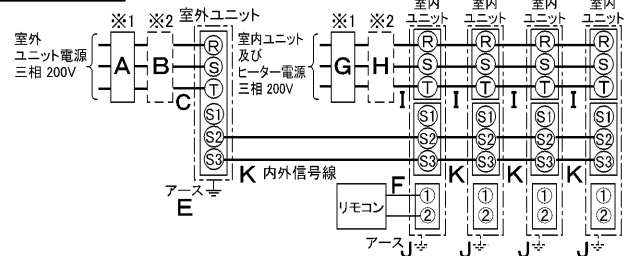 ※1 ※2 室外ユニット ※1 ※2 室内ユニット 室内ユニット 室内ユニット 室内ユニット
室外
ユニット電源
三相 200V
A B C
R
S
T
S1
S2
S3
アース
E
室内ユニット
及び
ヒーター電源
三相 200V
G H I I I I
R R R R
S S S S
T T T T
S1 S1 S1 S1
S2 S2 S2 S2
S3 S3 S3 S3
K 内外信号線 K K K
リモコン F
① ① ① ①
② ② ② ②
アース J J J J